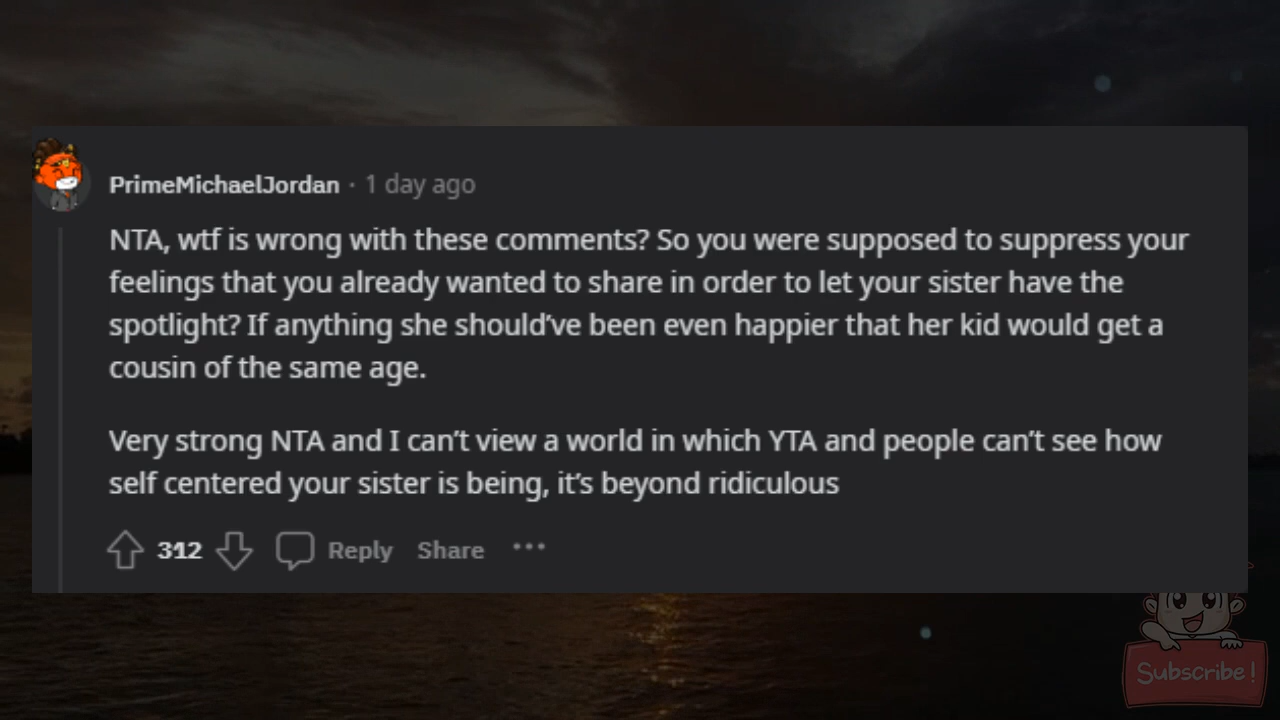 PrimeMichaelJordan · 1 day ago
NTA, wtf is wrong with these comments? So you were supposed to suppress your
feelings that you already wanted to share in order to let your sister have the
spotlight? If anything she should’ve been even happier that her kid would get a
cousin of the same age.
Very strong NTA and I can’t view a world in which YTA and people can’t see how
self centered your sister is being, it’s beyond ridiculous
312 Reply Share ···
Subscribe!